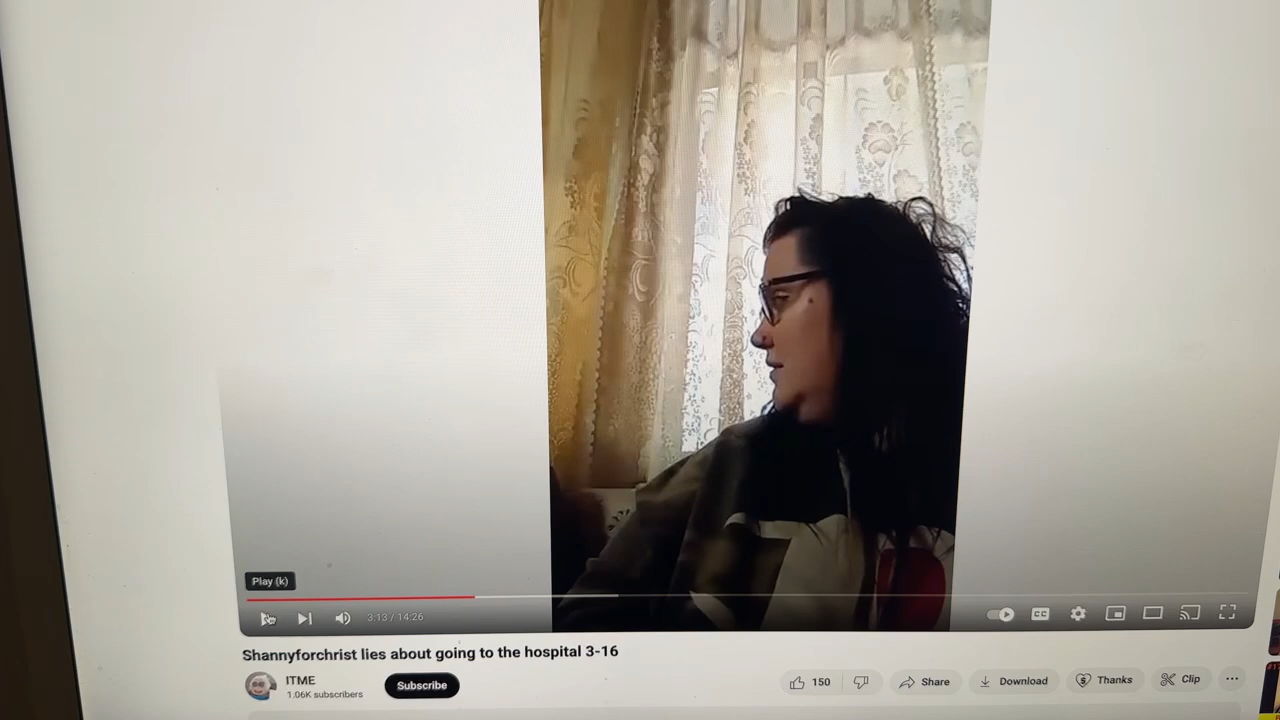 Play (k)
3:13 / 14:26
CC
Shannyforchrist lies about going to the hospital 3-16
ITME
1.06K subscribers
Subscribe
150
Share
Download
Thanks
Clip